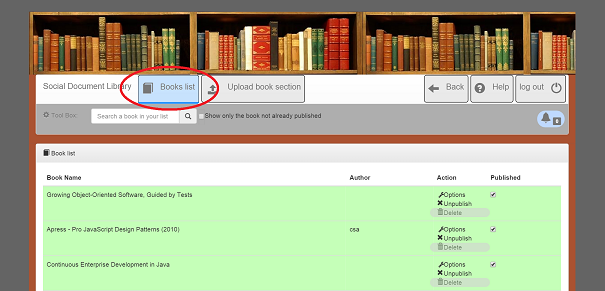 Social Document Library Books list Upload book section Back Help log out
Tool Box: Search a book in your list Show only the book not already published 0
Book list
Book Name Author Action Published
Growing Object-Oriented Software, Guided by Tests Options
Unpublish
Delete
Apress - Pro JavaScript Design Patterns (2010) csa Options
Unpublish
Delete
Continuous Enterprise Development in Java Options
Unpublish
Delete